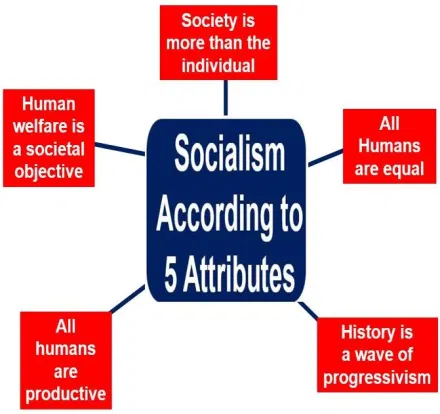 Society is
more than the
individual
Human
welfare is
a societal
objective
All
Humans
are equal
Socialism
According to
5 Attributes
All
humans
are
productive
History is
a wave of
progressivism